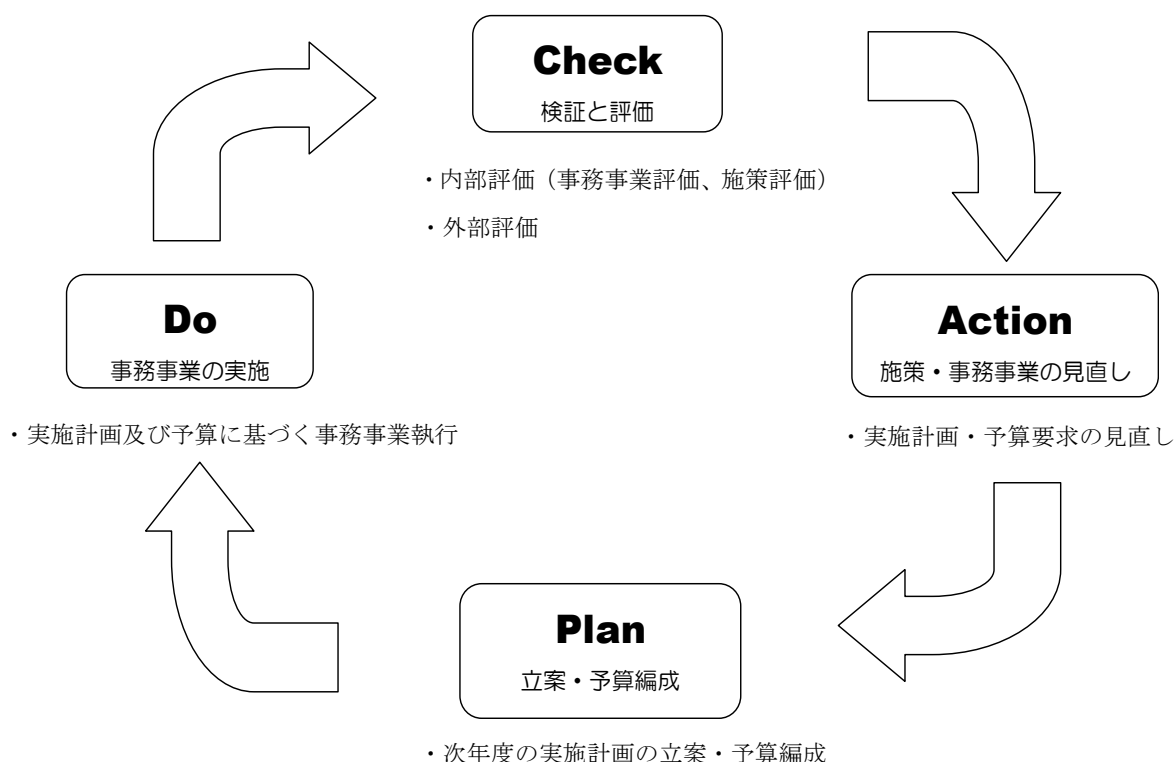 Check
検証と評価
・内部評価（事務事業評価、施策評価）
・外部評価
Do
事務事業の実施
・実施計画及び予算に基づく事務事業執行
Action
施策・事務事業の見直し
・実施計画・予算要求の見直し
Plan
立案・予算編成
・次年度の実施計画の立案・予算編成